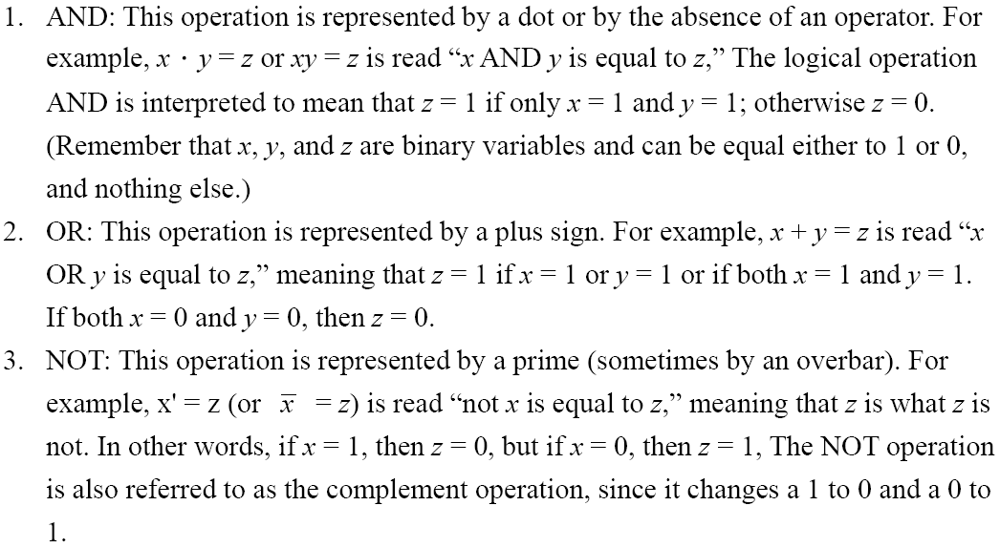 1. AND: This operation is represented by a dot or by the absence of an operator. For
example, x · y = z or xy = z is read “x AND y is equal to z,” The logical operation
AND is interpreted to mean that z = 1 if only x = 1 and y = 1; otherwise z = 0.
(Remember that x, y, and z are binary variables and can be equal either to 1 or 0,
and nothing else.)
2. OR: This operation is represented by a plus sign. For example, x + y = z is read “x
OR y is equal to z,” meaning that z = 1 if x = 1 or y = 1 or if both x = 1 and y = 1.
If both x = 0 and y = 0, then z = 0.
3. NOT: This operation is represented by a prime (sometimes by an overbar). For
example, x' = z (or x̅ = z) is read “not x is equal to z,” meaning that z is what z is
not. In other words, if x = 1, then z = 0, but if x = 0, then z = 1, The NOT operation
is also referred to as the complement operation, since it changes a 1 to 0 and a 0 to
1.